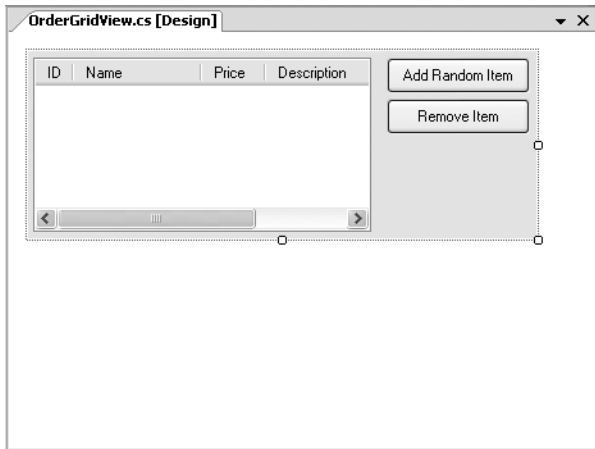 OrderGridView.cs [Design]
ID Name Price Description
Add Random Item
Remove Item